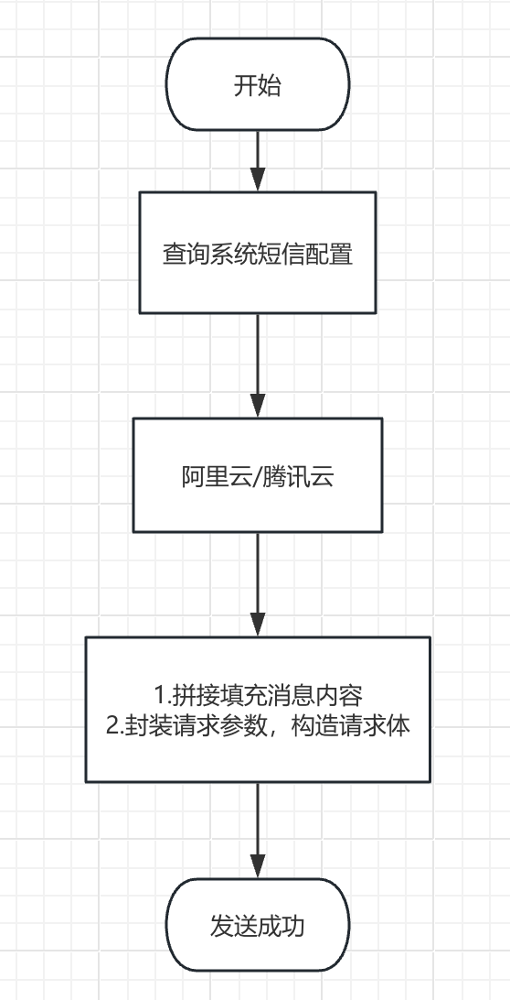 开始
查询系统短信配置
阿里云/腾讯云
1.拼接填充消息内容
2.封装请求参数，构造请求体
发送成功